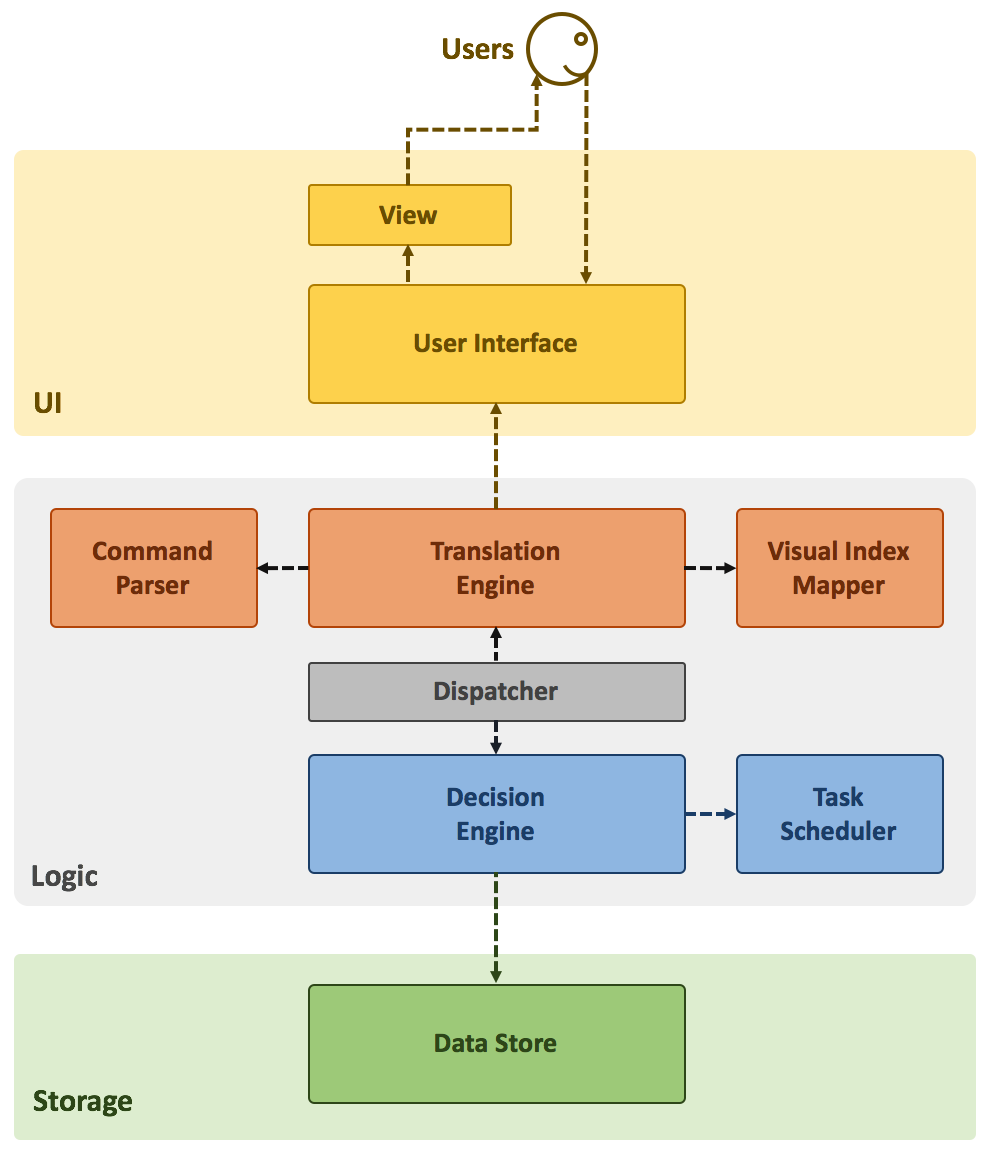 Users
View
User Interface
UI
Command
Parser
Translation
Engine
Visual Index
Mapper
Dispatcher
Decision
Engine
Task
Scheduler
Logic
Data Store
Storage